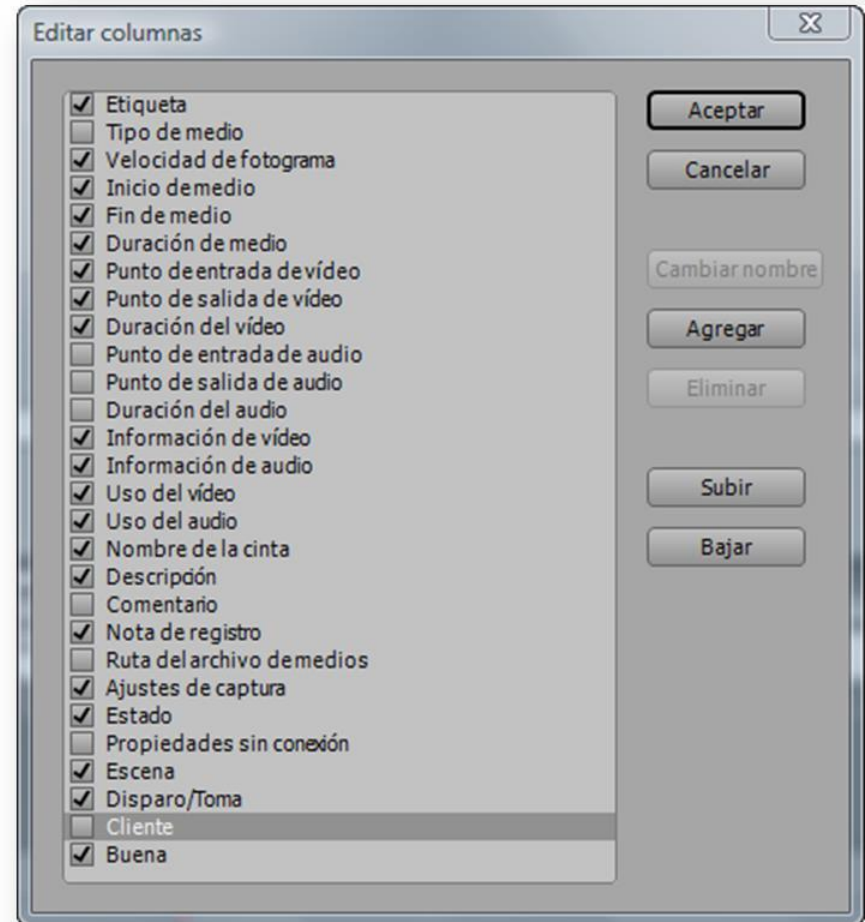 Editar columnas
Etiqueta
Tipo de medio
Velocidad de fotograma
Inicio de medio
Fin de medio
Duración de medio
Punto de entrada de vídeo
Punto de salida de vídeo
Duración del vídeo
Punto de entrada de audio
Punto de salida de audio
Duración del audio
Información de vídeo
Información de audio
Uso del vídeo
Uso del audio
Nombre de la cinta
Descripción
Comentario
Nota de registro
Ruta del archivo de medios
Ajustes de captura
Estado
Propiedades sin conexión
Escena
Disparo/Toma
Cliente
Buena
Aceptar
Cancelar
Cambiar nombre
Agregar
Eliminar
Subir
Bajar